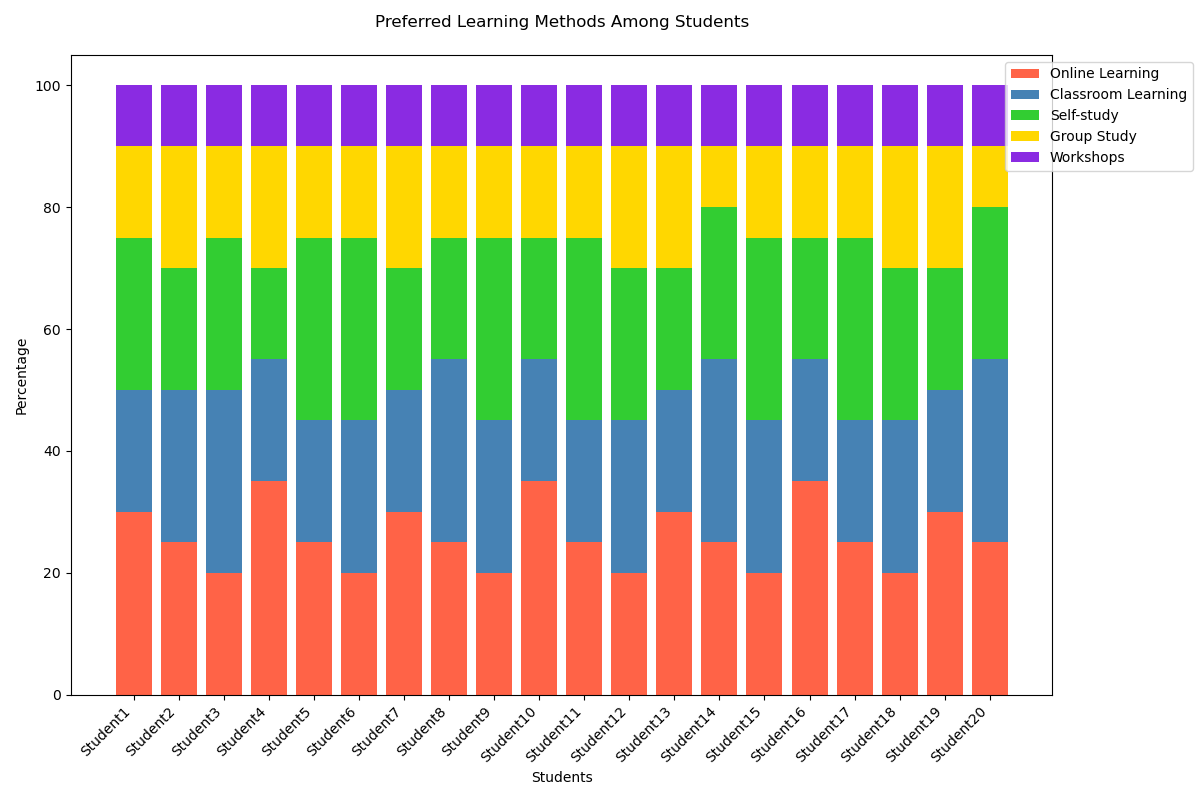 Preferred Learning Methods Among Students
Online Learning
Classroom Learning
Self-study
Group Study
Workshops
Percentage
100
80
60
40
20
0
Student1
Student2
Student3
Student4
Student5
Student6
Student7
Student8
Student9
Student10
Student11
Student12
Student13
Student14
Student15
Student16
Student17
Student18
Student19
Student20
Students